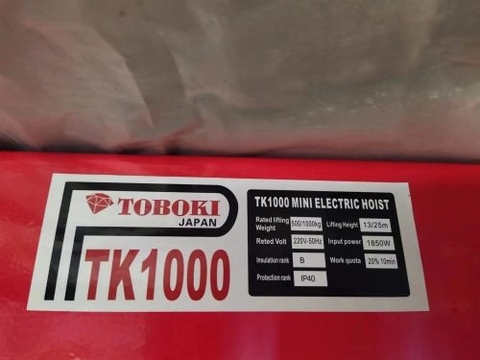 TOBOKI
JAPAN
TK1000
TK1000 MINI ELECTRIC HOIST
Rated lifting Weight 500/1000kg Lifting Height 13/25m
Reted Volt 220V-50Hz Input power 1850W
Insulation rank B Work quota 20% 10min
Protection rank IP40